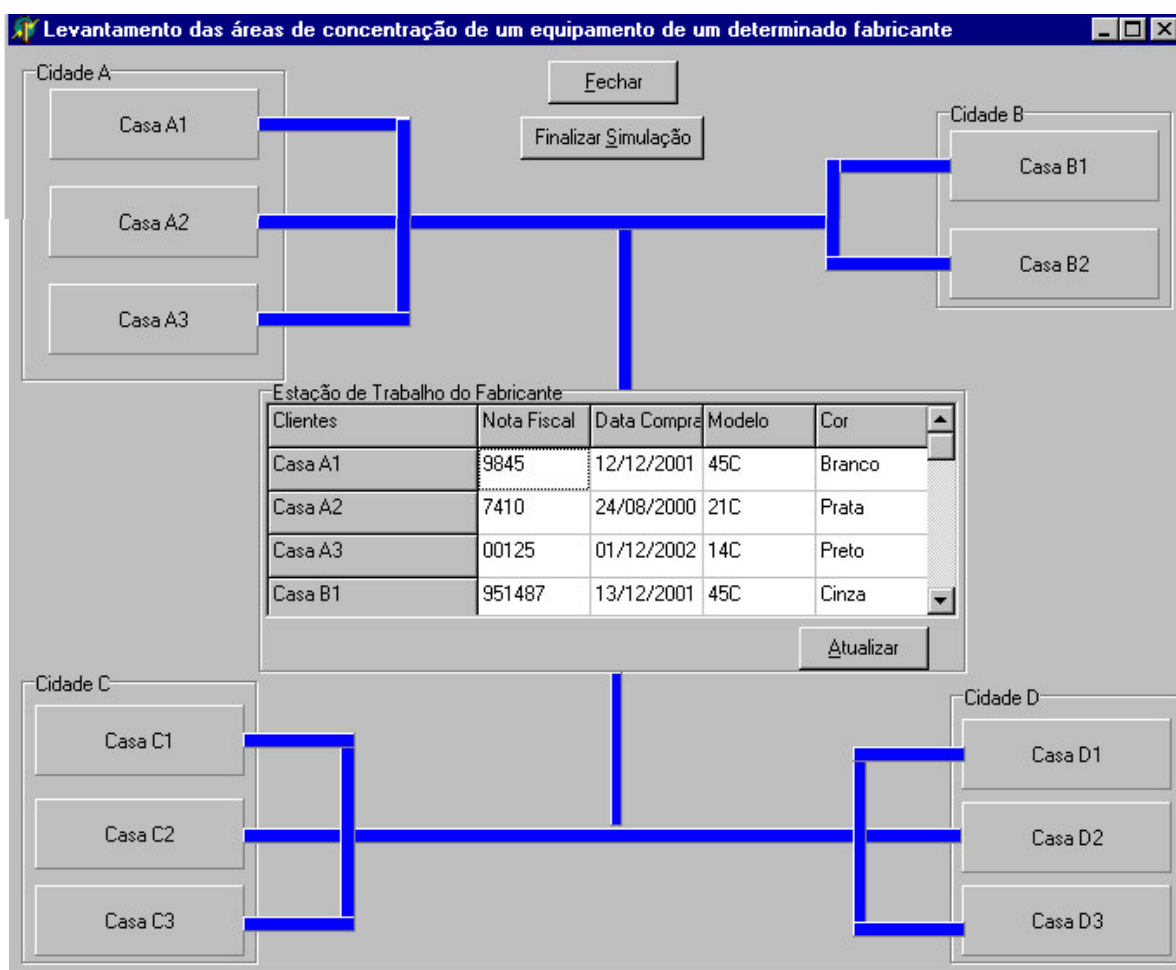 Levantamento das áreas de concentração de um equipamento de um determinado fabricante
Cidade A
Casa A1
Casa A2
Casa A3
Fechar
Finalizar Simulação
Cidade B
Casa B1
Casa B2
Estação de Trabalho do Fabricante
Clientes Nota Fiscal Data Compra Modelo Cor
Casa A1 9845 12/12/2001 45C Branco
Casa A2 7410 24/08/2000 21C Prata
Casa A3 00125 01/12/2002 14C Preto
Casa B1 951487 13/12/2001 45C Cinza
Atualizar
Cidade C
Casa C1
Casa C2
Casa C3
Cidade D
Casa D1
Casa D2
Casa D3